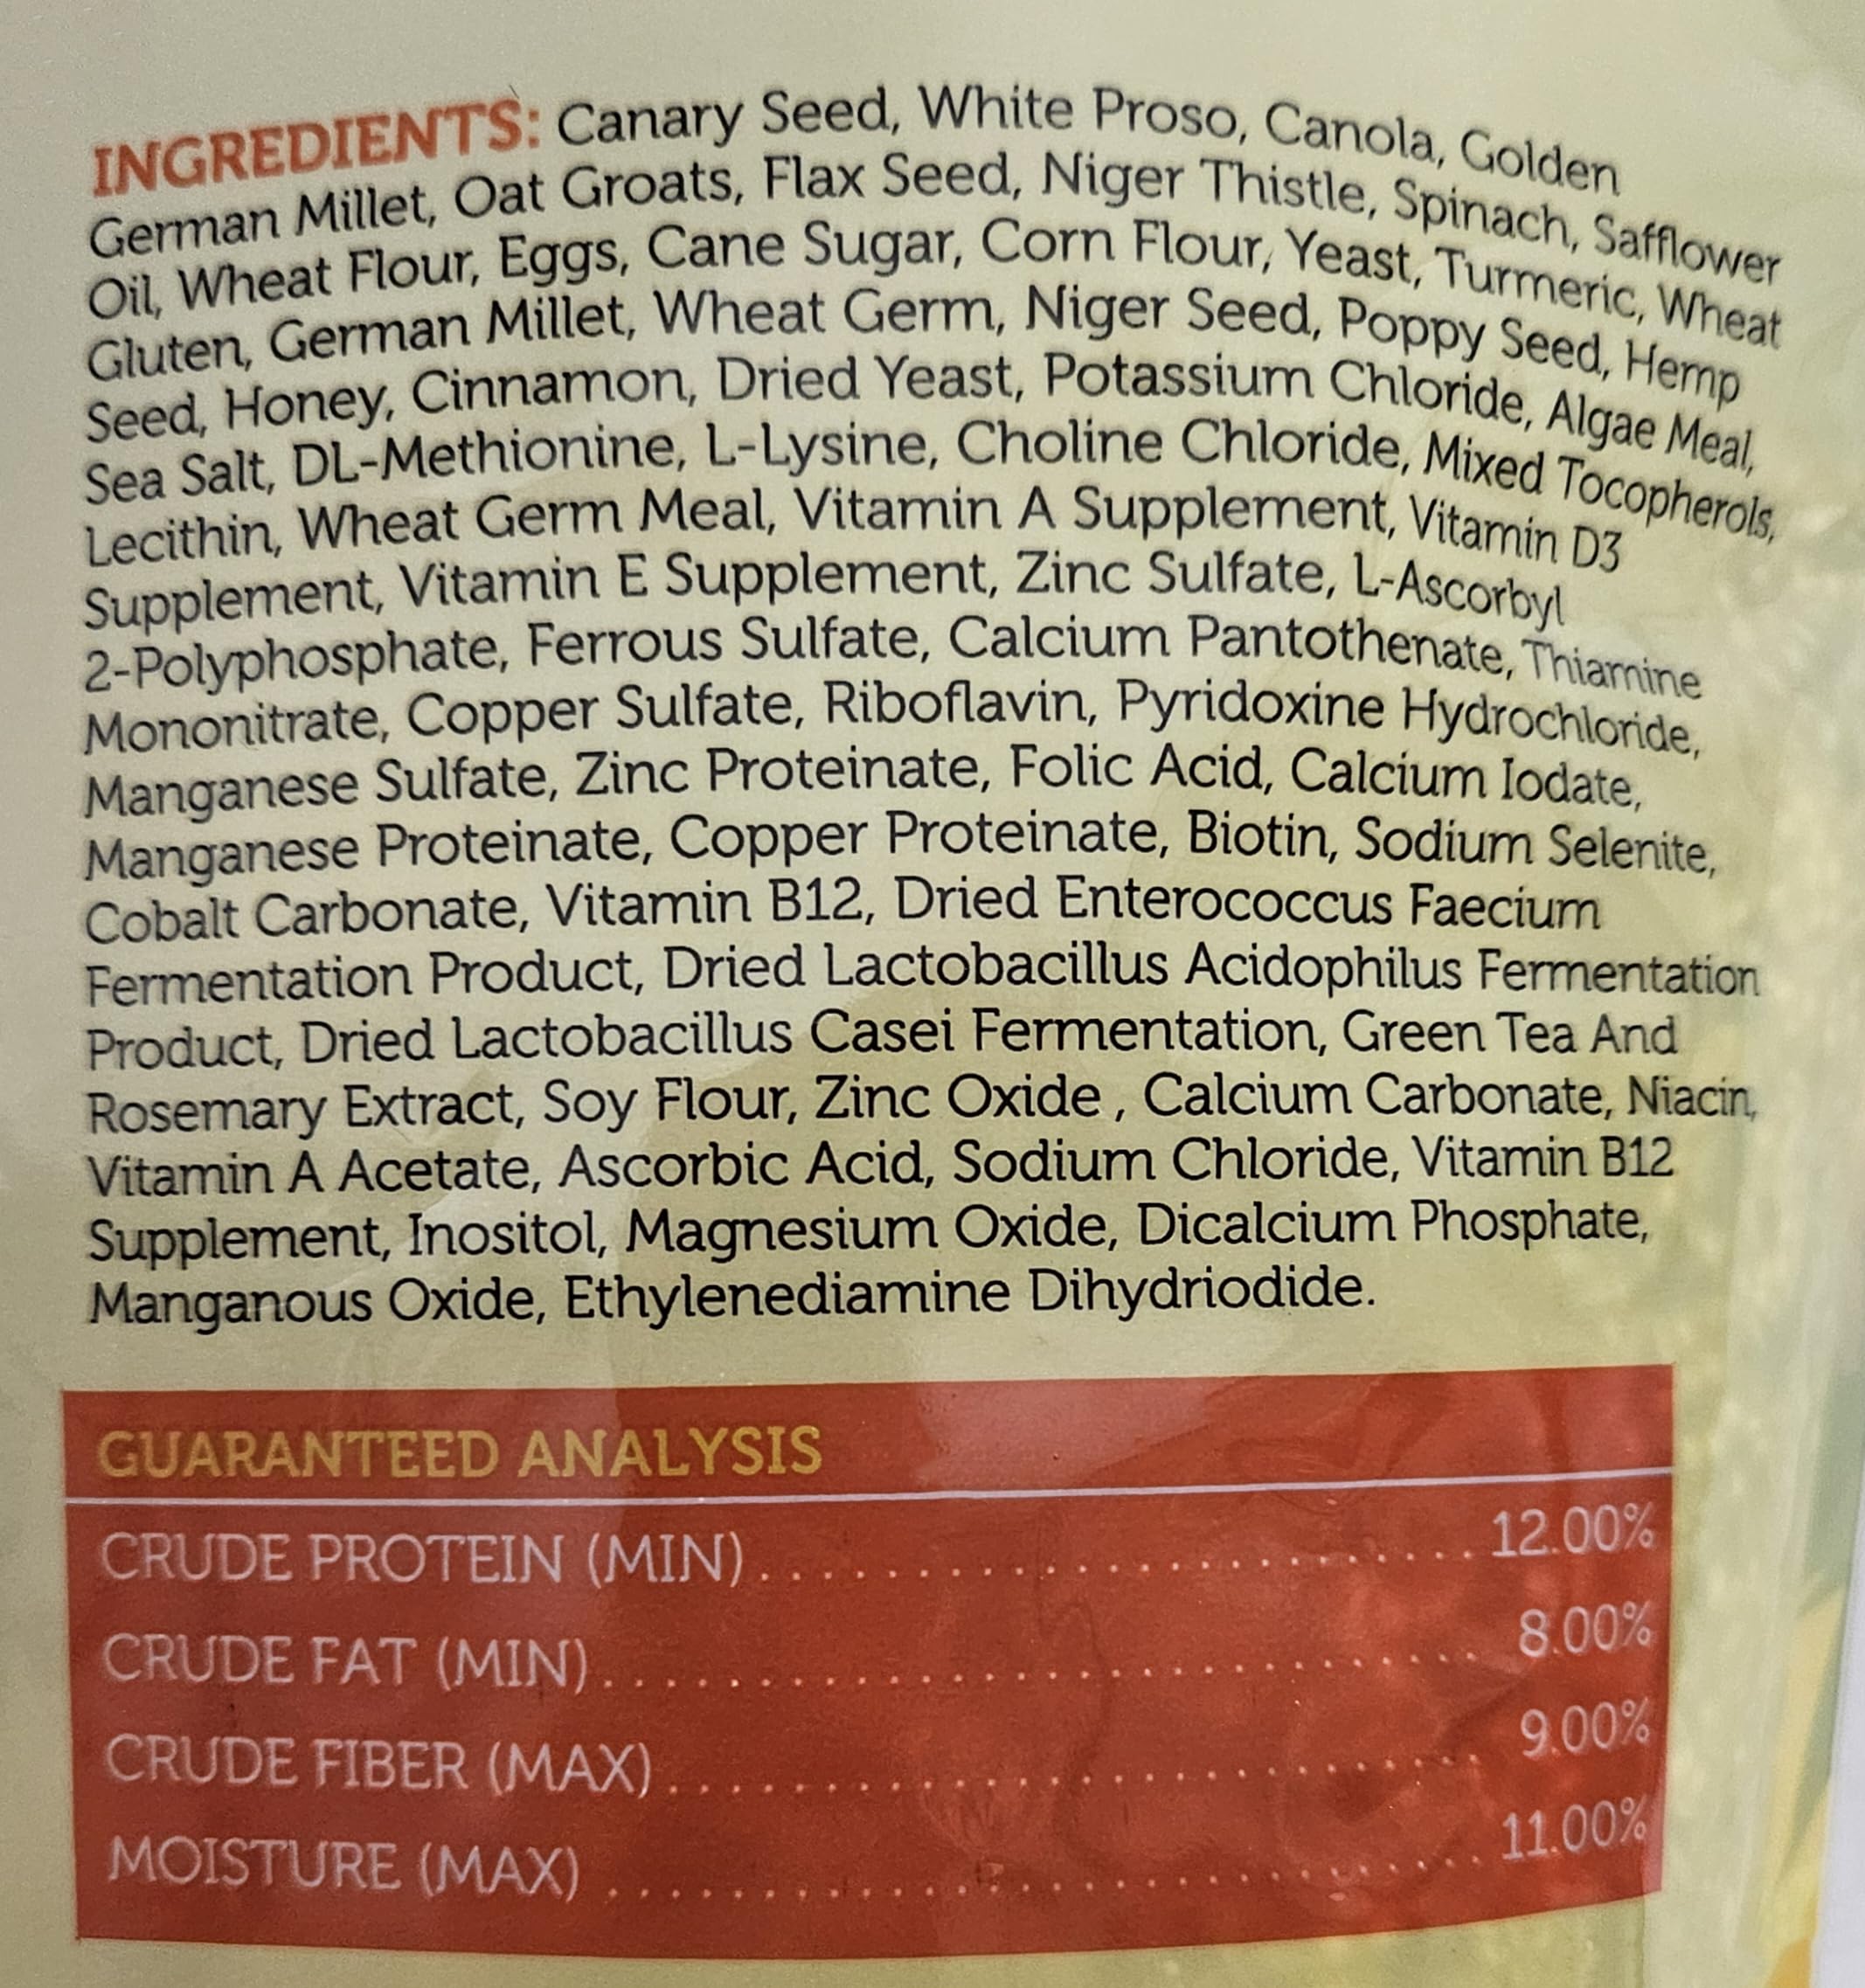 INGREDIENTS: Canary Seed, White Proso, Canola, Golden
German Millet, Oat Groats, Flax Seed, Niger Thistle, Spinach, Safflower
Oil, Wheat Flour, Eggs, Cane Sugar, Corn Flour, Yeast, Turmeric, Wheat
Gluten, German Millet, Wheat Germ, Niger Seed, Poppy Seed, Hemp
Seed, Honey, Cinnamon, Dried Yeast, Potassium Chloride, Algae Meal,
Sea Salt, DL-Methionine, L-Lysine, Choline Chloride, Mixed Tocopherols,
Lecithin, Wheat Germ Meal, Vitamin A Supplement, Vitamin D3
Supplement, Vitamin E Supplement, Zinc Sulfate, L-Ascorbyl
2-Polyphosphate, Ferrous Sulfate, Calcium Pantothenate, Thiamine
Mononitrate, Copper Sulfate, Riboflavin, Pyridoxine Hydrochloride,
Manganese Sulfate, Zinc Proteinate, Folic Acid, Calcium Iodate,
Manganese Proteinate, Copper Proteinate, Biotin, Sodium Selenite,
Cobalt Carbonate, Vitamin B12, Dried Enterococcus Faecium
Fermentation Product, Dried Lactobacillus Acidophilus Fermentation
Product, Dried Lactobacillus Casei Fermentation, Green Tea And
Rosemary Extract, Soy Flour, Zinc Oxide , Calcium Carbonate, Niacin,
Vitamin A Acetate, Ascorbic Acid, Sodium Chloride, Vitamin B12
Supplement, Inositol, Magnesium Oxide, Dicalcium Phosphate,
Manganous Oxide, Ethylenediamine Dihydriodide.
GUARANTEED ANALYSIS
CRUDE PROTEIN (MIN) 12.00%
CRUDE FAT (MIN) 8.00%
CRUDE FIBER (MAX) 9.00%
MOISTURE (MAX) 11.00%